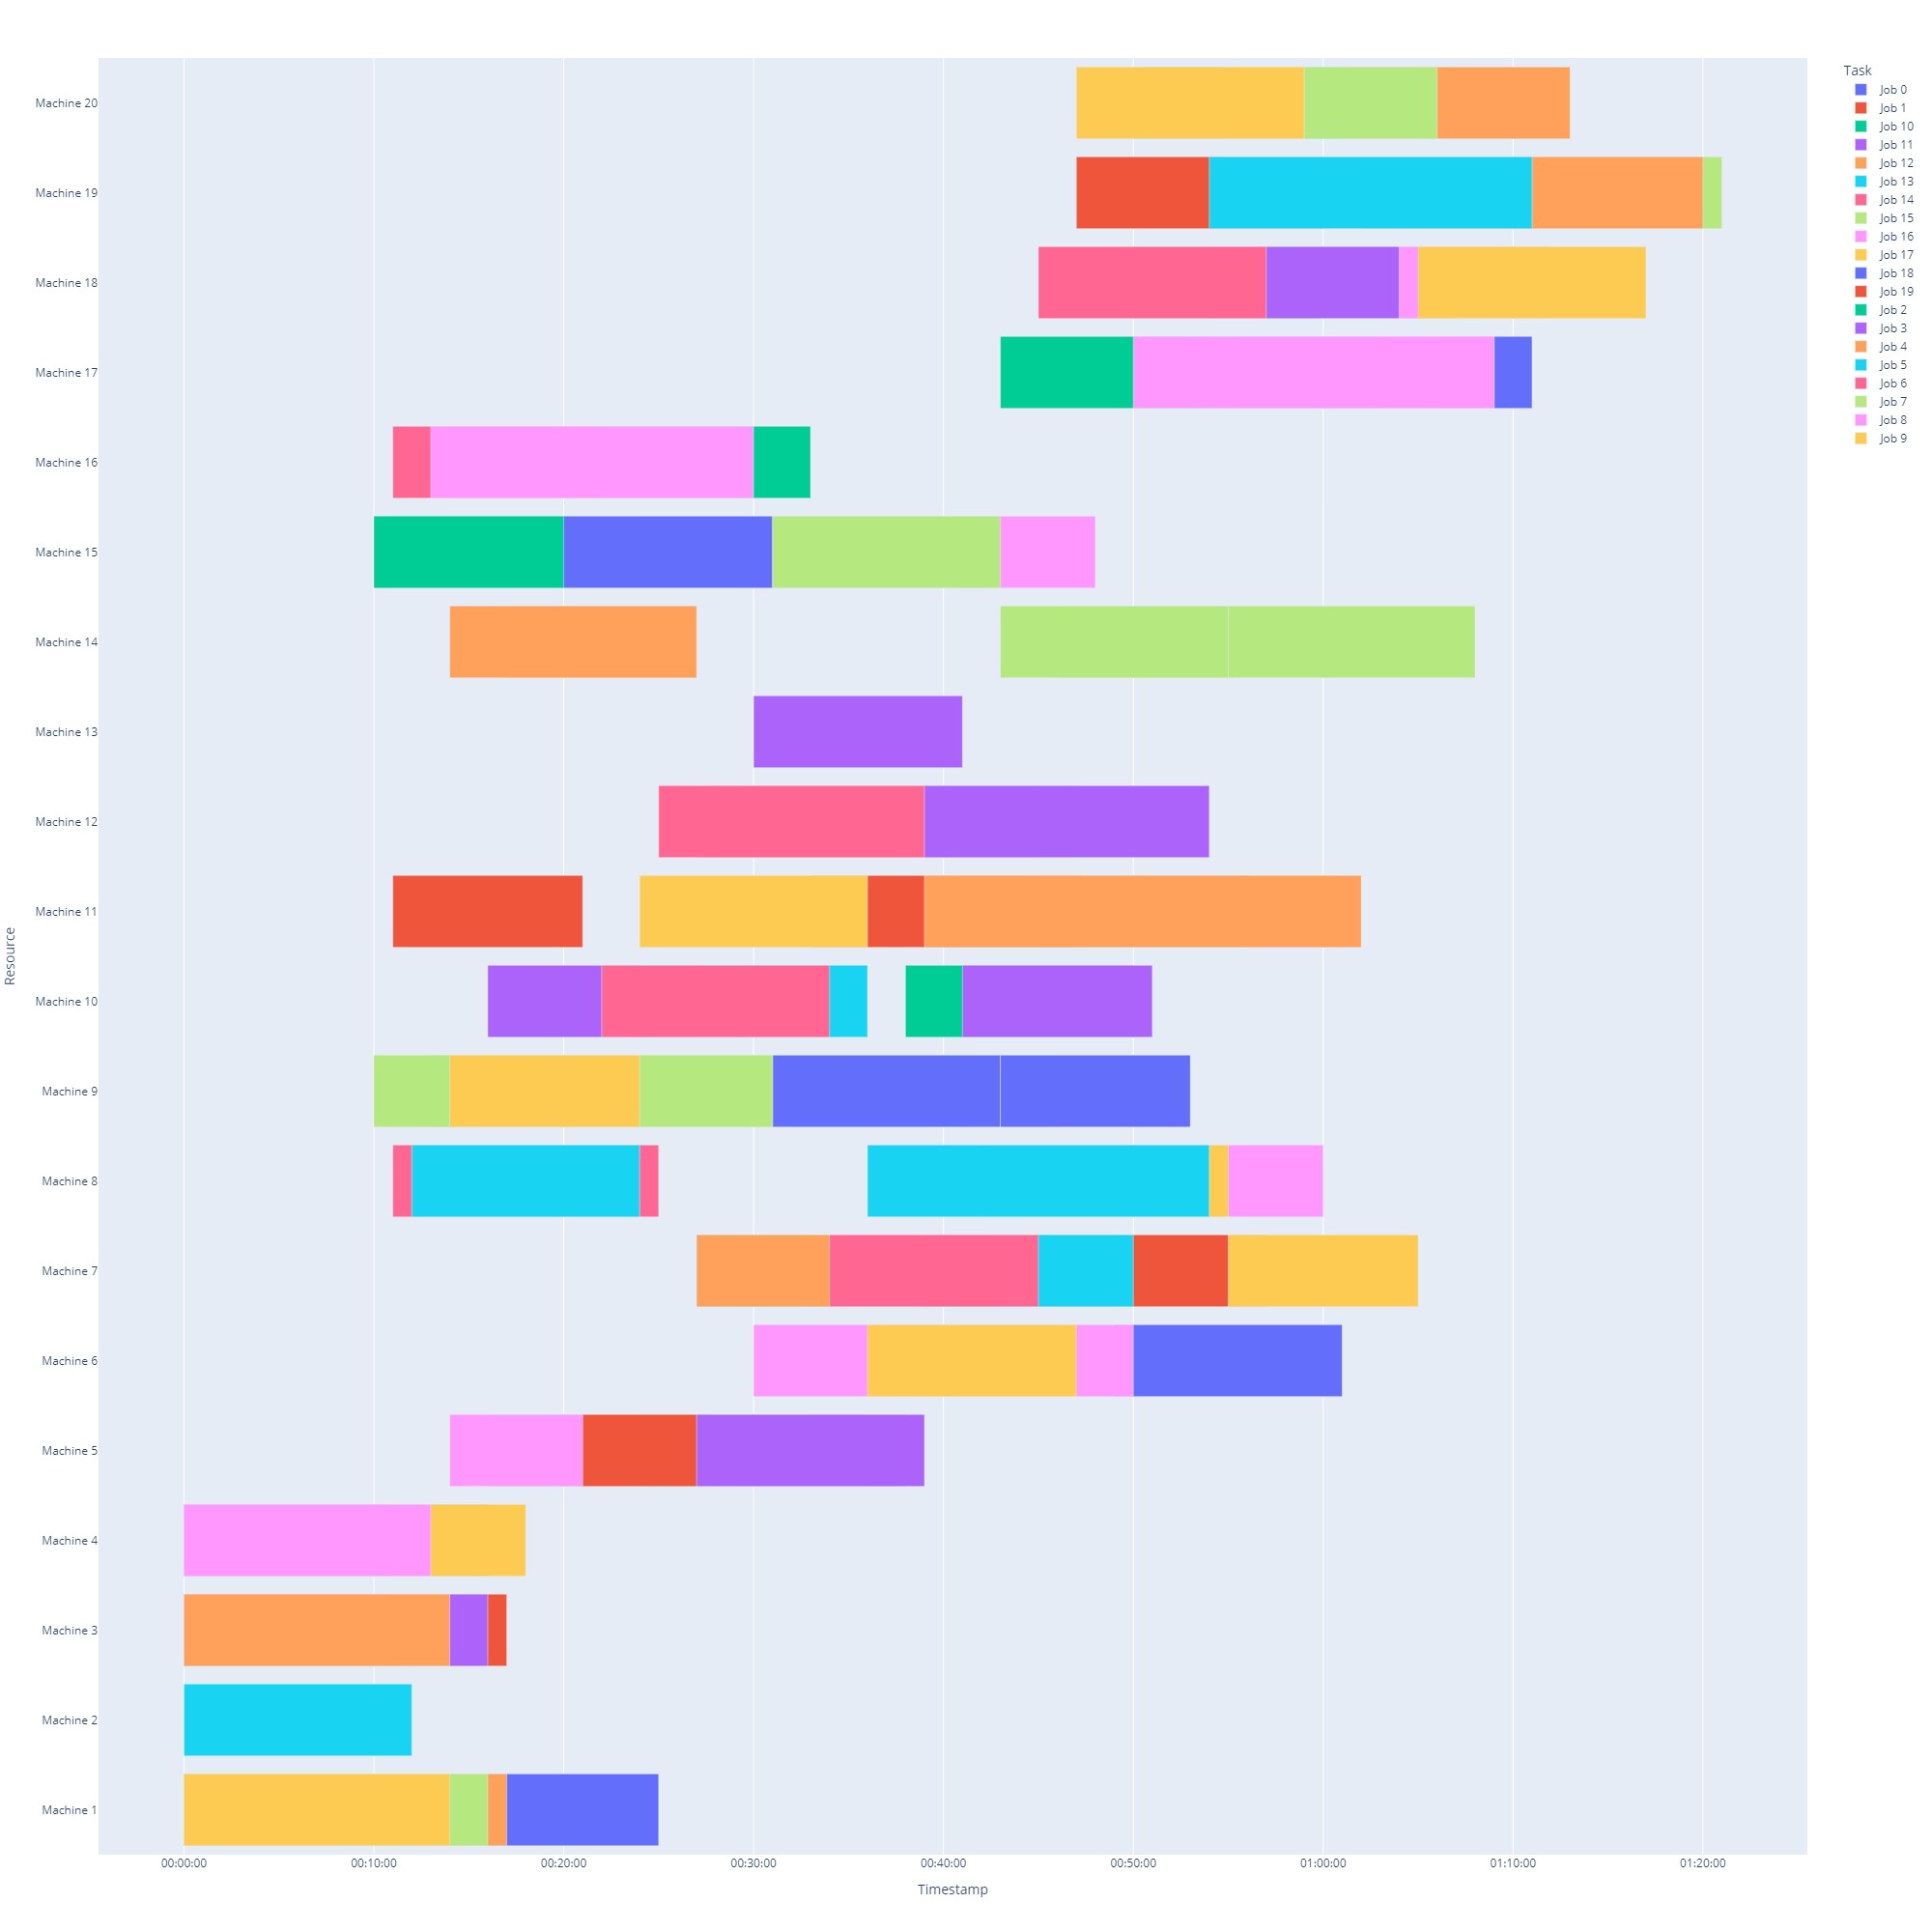 Task
Job 0
Job 1
Job 10
Job 11
Job 12
Job 13
Job 14
Job 15
Job 16
Job 17
Job 18
Job 19
Job 2
Job 3
Job 4
Job 5
Job 6
Job 7
Job 8
Job 9
Machine 20
Machine 19
Machine 18
Machine 17
Machine 16
Machine 15
Machine 14
Machine 13
Machine 12
Machine 11
Machine 10
Machine 9
Machine 8
Machine 7
Machine 6
Machine 5
Machine 4
Machine 3
Machine 2
Machine 1
Resource
00:00:00 00:10:00 00:20:00 00:30:00 00:40:00 00:50:00 01:00:00 01:10:00 01:20:00
Timestamp